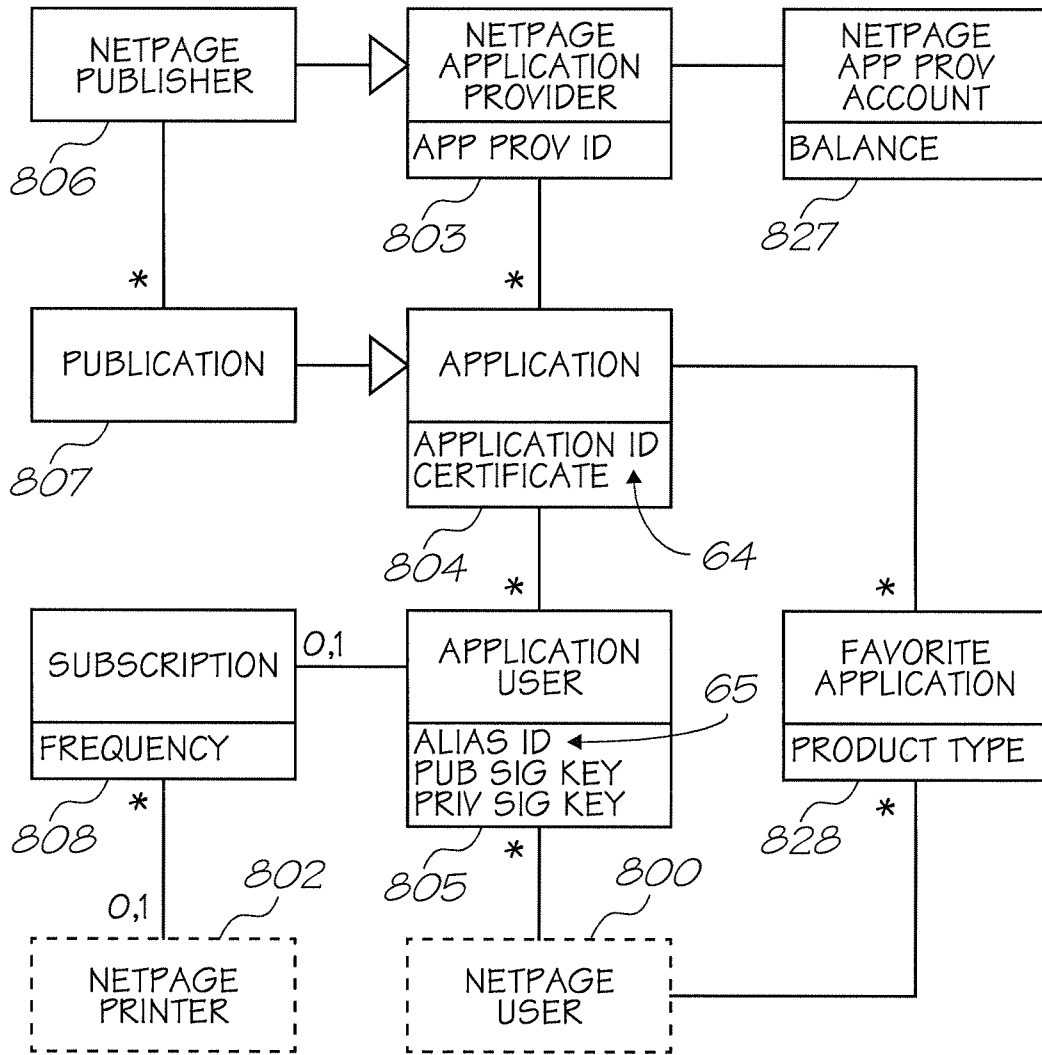 NETPAGE
PUBLISHER
NETPAGE
APPLICATION
PROVIDER
APP PROV ID
NETPAGE
APP PROV
ACCOUNT
BALANCE
806
803
827
*
*
PUBLICATION
APPLICATION
APPLICATION ID
CERTIFICATE
807
804
64
*
*
SUBSCRIPTION
FREQUENCY
0,1
APPLICATION
USER
ALIAS ID
PUB SIG KEY
PRIV SIG KEY
65
FAVORITE
APPLICATION
PRODUCT TYPE
808
*
805
*
828
*
802
800
0,1
NETPAGE
PRINTER
NETPAGE
USER